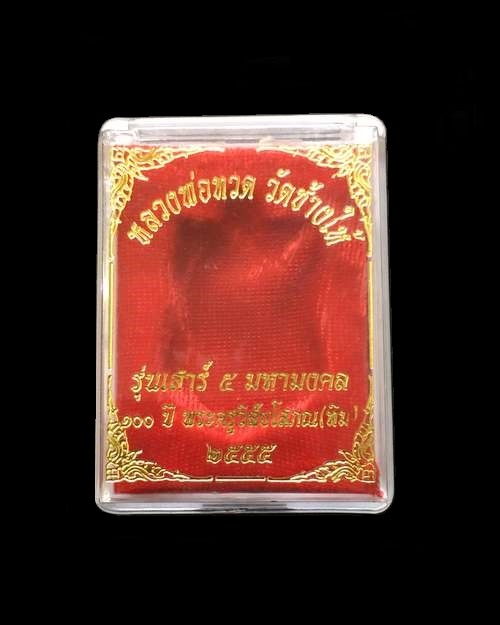 หลวงพ่อทวด วัดช้างให้
รุ่นเสาร์ ๕ มหามงคล
๑๐๐ ปี พระครูวิสัยโสภณ(ทิม
๒๕๕๕